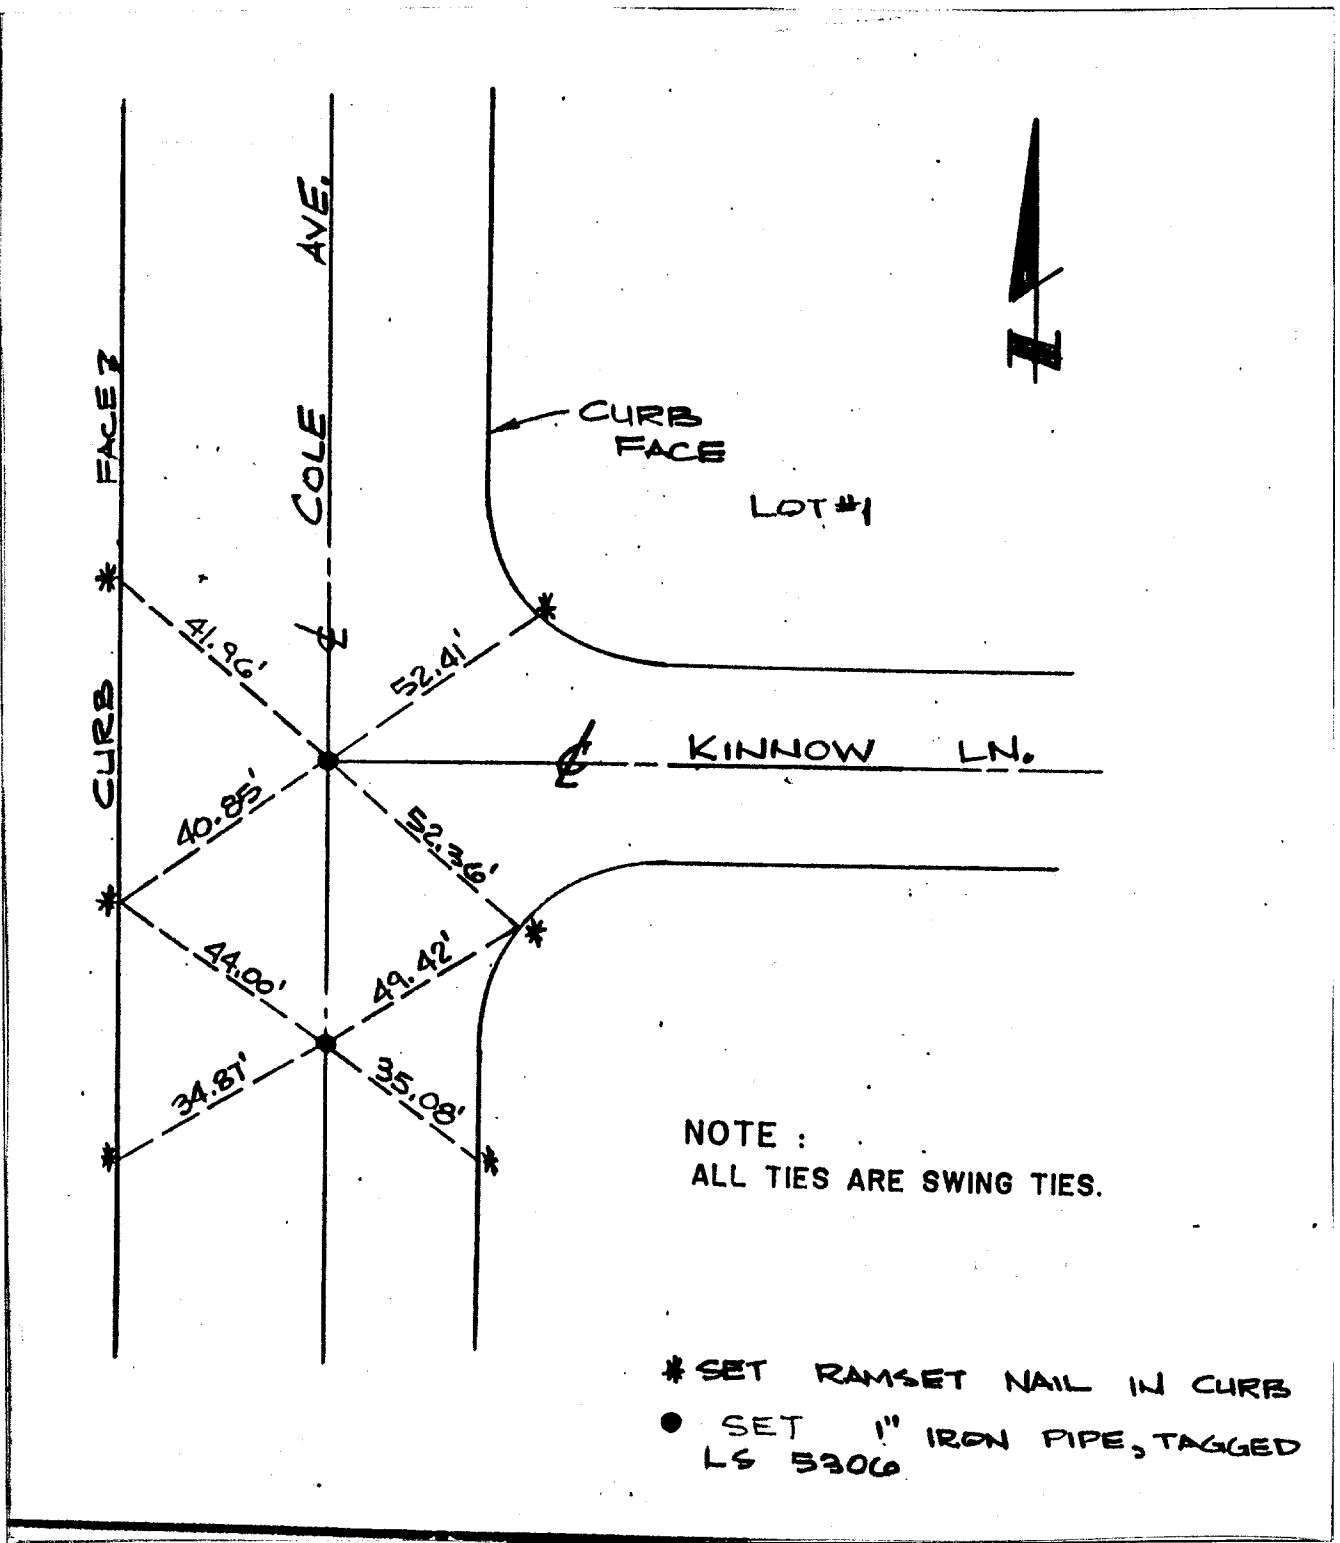 COLE AVE.
CURB FACE
CURB
FACE
LOT #1
N
41.96'
52.41'
℄
℄
KINNOW LN.
40.85'
52.36'
44.00'
49.42'
34.87'
35.08'
NOTE :
ALL TIES ARE SWING TIES.
* SET RAMSET NAIL IN CURB
● SET 1" IRON PIPE, TAGGED
LS 5306